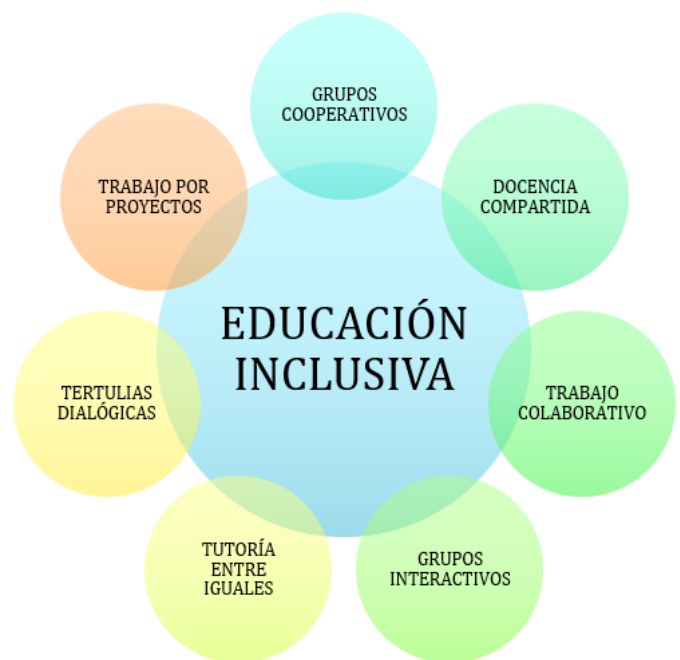 GRUPOS
COOPERATIVOS
DOCENCIA
COMPARTIDA
TRABAJO
COLABORATIVO
GRUPOS
INTERACTIVOS
TUTORÍA
ENTRE
IGUALES
TERTULIAS
DIALÓGICAS
TRABAJO POR
PROYECTOS
EDUCACIÓN
INCLUSIVA